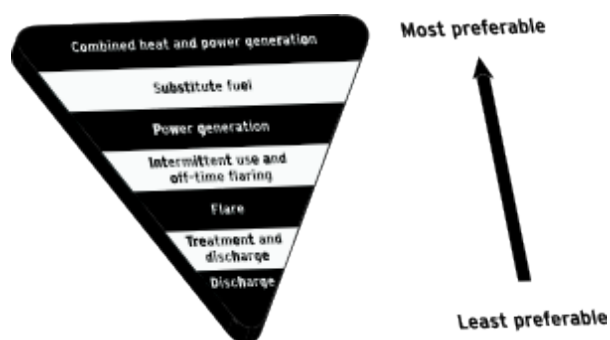 Combined heat and power generation
Most preferable
Substitute fuel
Power generation
Intermittent use and
off-time flaring
Flare
Treatment and
discharge
Discharge
Least preferable